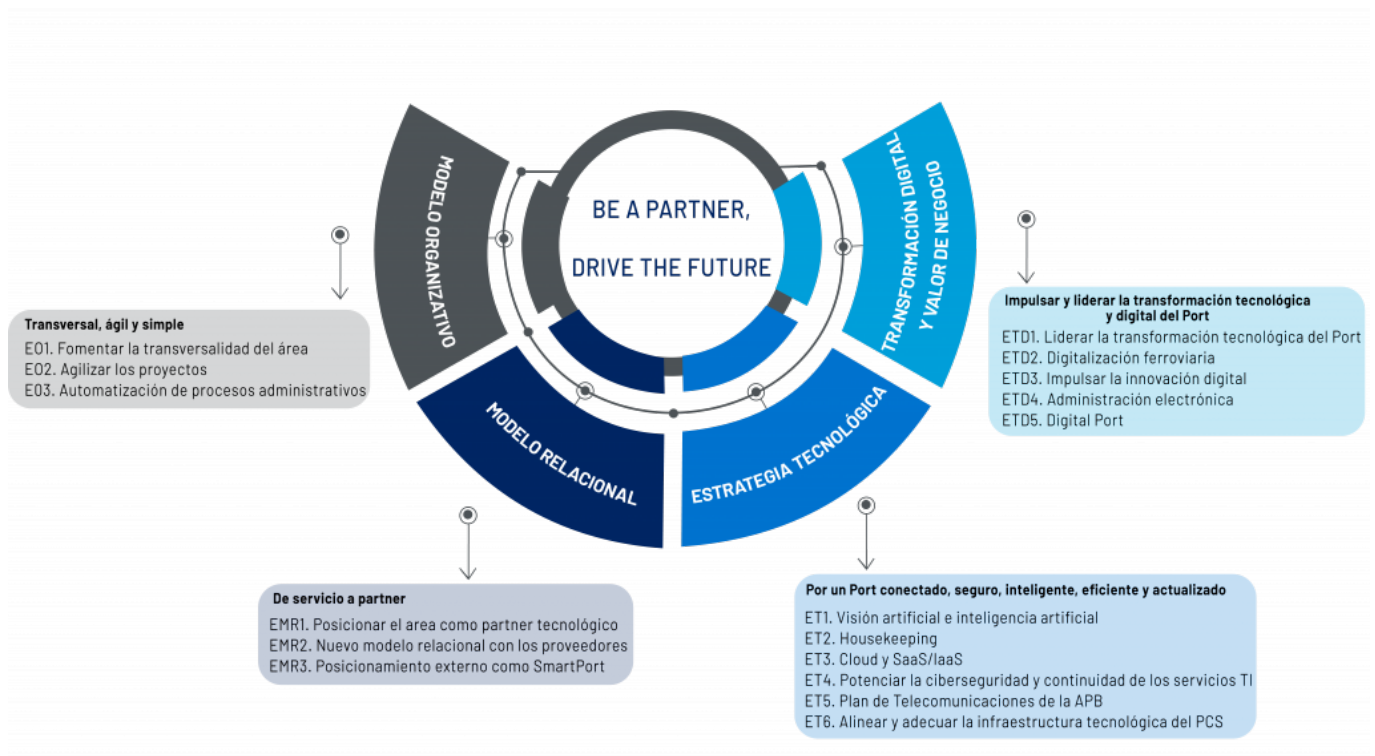 BE A PARTNER,
DRIVE THE FUTURE
MODELO ORGANIZATIVO
Transversal, ágil y simple
EO1. Fomentar la transversalidad del área
EO2. Agilizar los proyectos
EO3. Automatización de procesos administrativos
MODELO RELACIONAL
De servicio a partner
EMR1. Posicionar el area como partner tecnológico
EMR2. Nuevo modelo relacional con los proveedores
EMR3. Posicionamiento externo como SmartPort
ESTRATEGIA TECNOLÓGICA
Por un Port conectado, seguro, inteligente, eficiente y actualizado
ET1. Visión artificial e inteligencia artificial
ET2. Housekeeping
ET3. Cloud y SaaS/IaaS
ET4. Potenciar la ciberseguridad y continuidad de los servicios TI
ET5. Plan de Telecomunicaciones de la APB
ET6. Alinear y adecuar la infraestructura tecnológica del PCS
TRANSFORMACIÓN DIGITAL
Y VALOR DE NEGOCIO
Impulsar y liderar la transformación tecnológica
y digital del Port
ETD1. Liderar la transformación tecnológica del Port
ETD2. Digitalización ferroviaria
ETD3. Impulsar la innovación digital
ETD4. Administración electrónica
ETD5. Digital Port